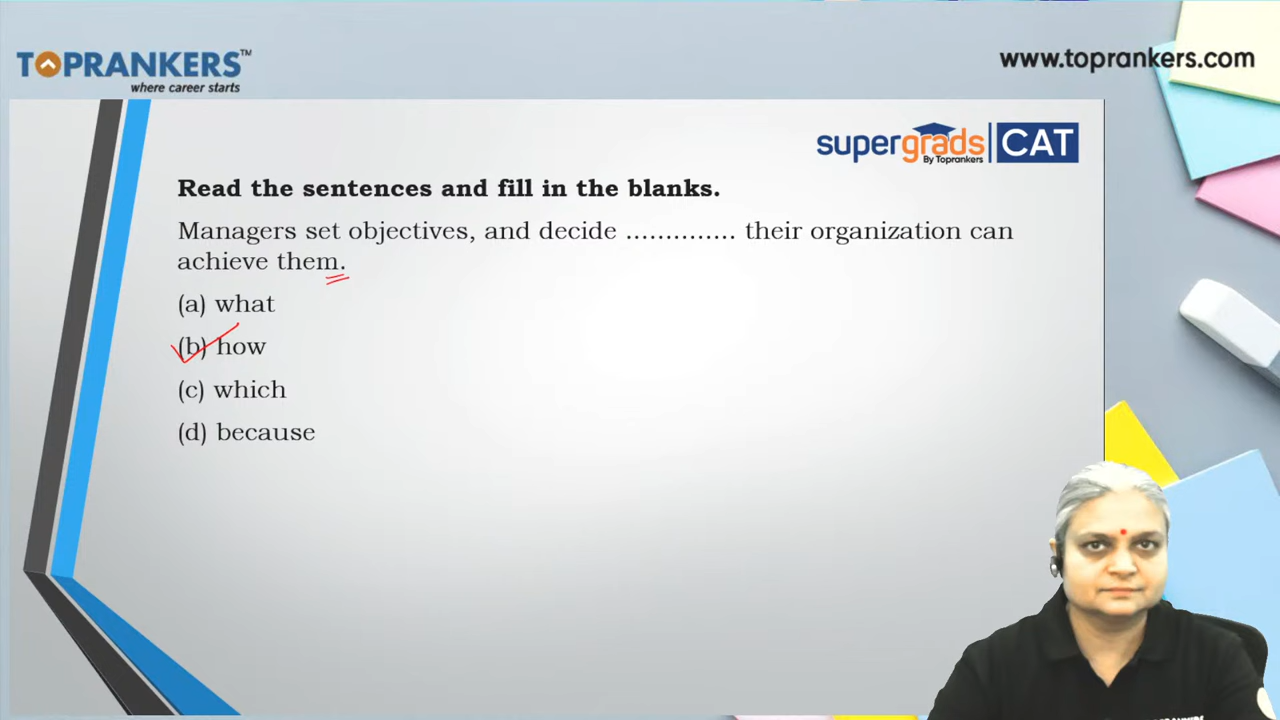 TOPRANKERS™
where career starts
www.toprankers.com
supergrads | CAT
By Toprankers
Read the sentences and fill in the blanks.
Managers set objectives, and decide .............. their organization can
achieve them.
(a) what
(b) how
(c) which
(d) because